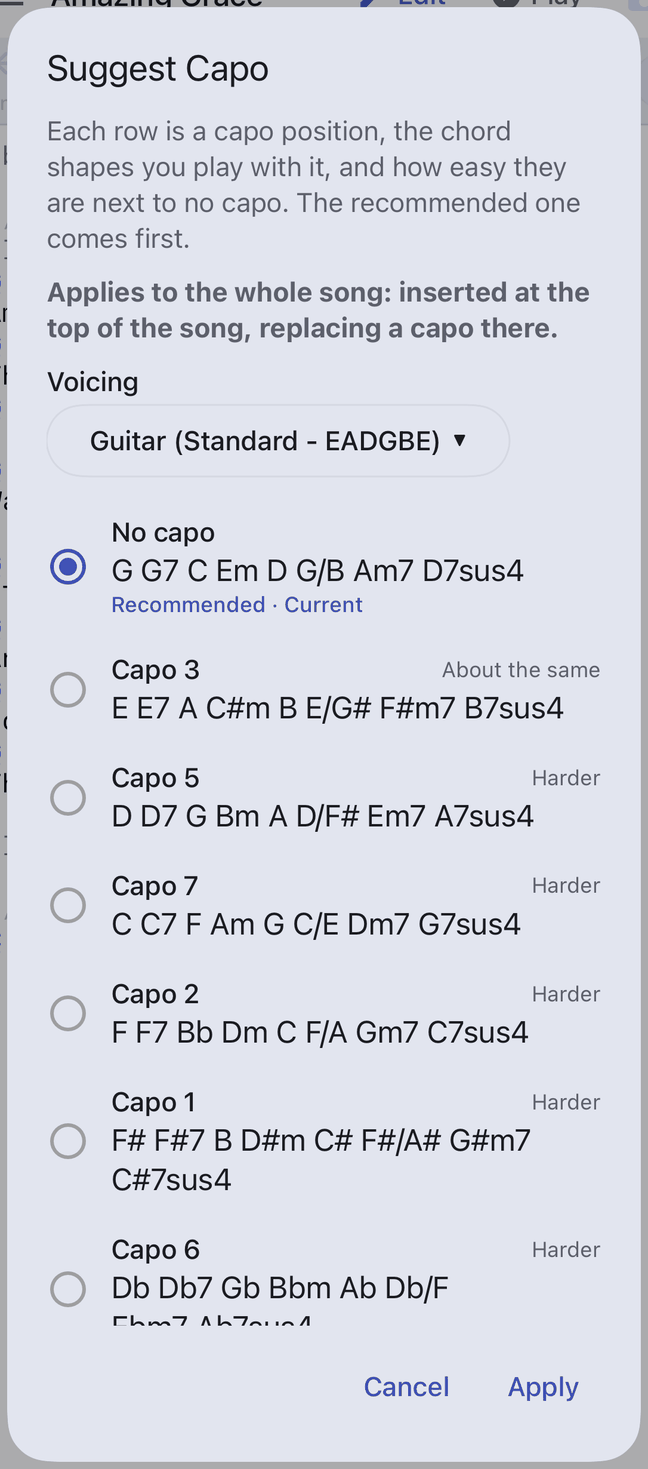 Suggest Capo
Each row is a capo position, the chord
shapes you play with it, and how easy they
are next to no capo. The recommended one
comes first.
Applies to the whole song: inserted at the
top of the song, replacing a capo there.
Voicing
Guitar (Standard - EADGBE) ▼
No capo
G G7 C Em D G/B Am7 D7sus4
Recommended · Current
Capo 3 About the same
E E7 A C#m B E/G# F#m7 B7sus4
Capo 5 Harder
D D7 G Bm A D/F# Em7 A7sus4
Capo 7 Harder
C C7 F Am G C/E Dm7 G7sus4
Capo 2 Harder
F F7 Bb Dm C F/A Gm7 C7sus4
Capo 1 Harder
F# F#7 B D#m C# F#/A# G#m7
C#7sus4
Capo 6 Harder
Db Db7 Gb Bbm Ab Db/F
Ebm7 Ab7sus4
Cancel Apply